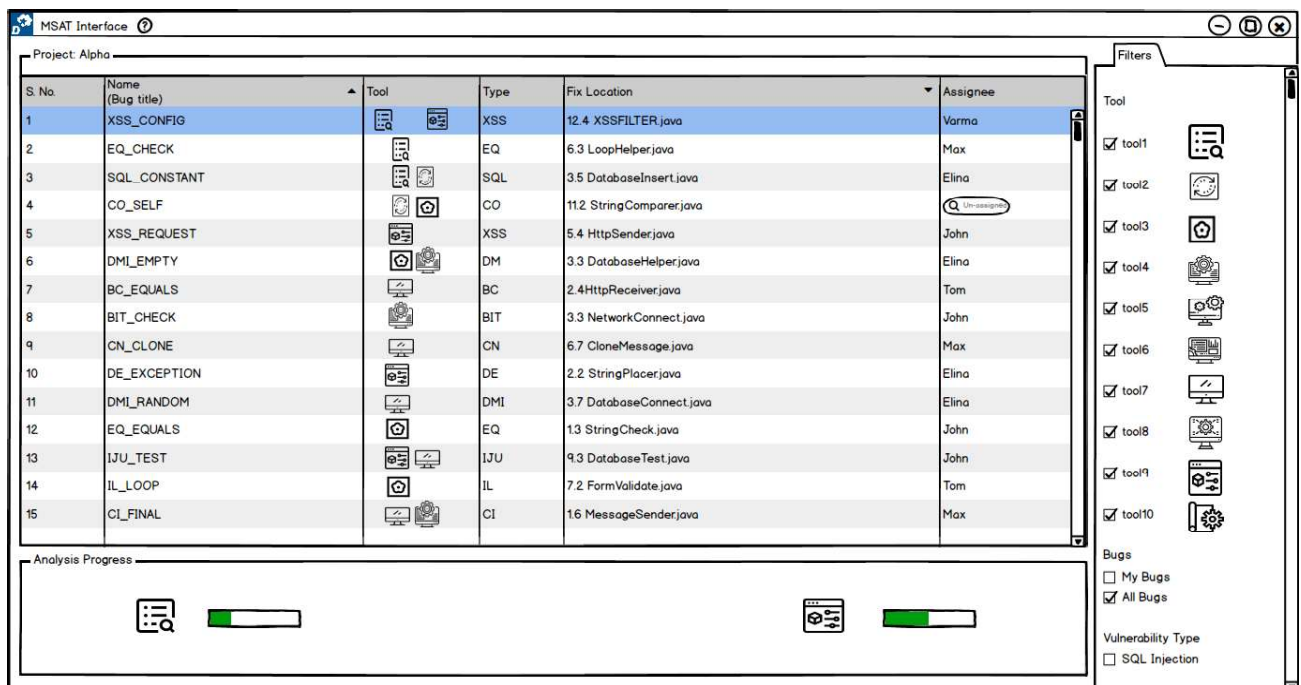 MSAT Interface ?
Project: Alpha
Filters
S. No. Name (Bug title) Tool Type Fix Location Assignee
1 XSS_CONFIG XSS 12.4 XSSFILTER.java Varma
2 EQ_CHECK EQ 6.3 LoopHelper.java Max
3 SQL_CONSTANT SQL 3.5 DatabaseInsert.java Elina
4 CO_SELF CO 11.2 StringComparer.java Un-assigned
5 XSS_REQUEST XSS 5.4 HttpSender.java John
6 DMI_EMPTY DM 3.3 DatabaseHelper.java Elina
7 BC_EQUALS BC 2.4HttpReceiver.java Tom
8 BIT_CHECK BIT 3.3 NetworkConnect.java John
9 CN_CLONE CN 6.7 CloneMessage.java Max
10 DE_EXCEPTION DE 2.2 StringPlacer.java Elina
11 DMI_RANDOM DMI 3.7 DatabaseConnect.java Elina
12 EQ_EQUALS EQ 1.3 StringCheck.java John
13 IJU_TEST IJU 9.3 DatabaseTest.java John
14 IL_LOOP IL 7.2 FormValidate.java Tom
15 CI_FINAL CI 1.6 MessageSender.java Max
Analysis Progress
Tool
tool1
tool2
tool3
tool4
tool5
tool6
tool7
tool8
tool9
tool10
Bugs
My Bugs
All Bugs
Vulnerability Type
SQL Injection